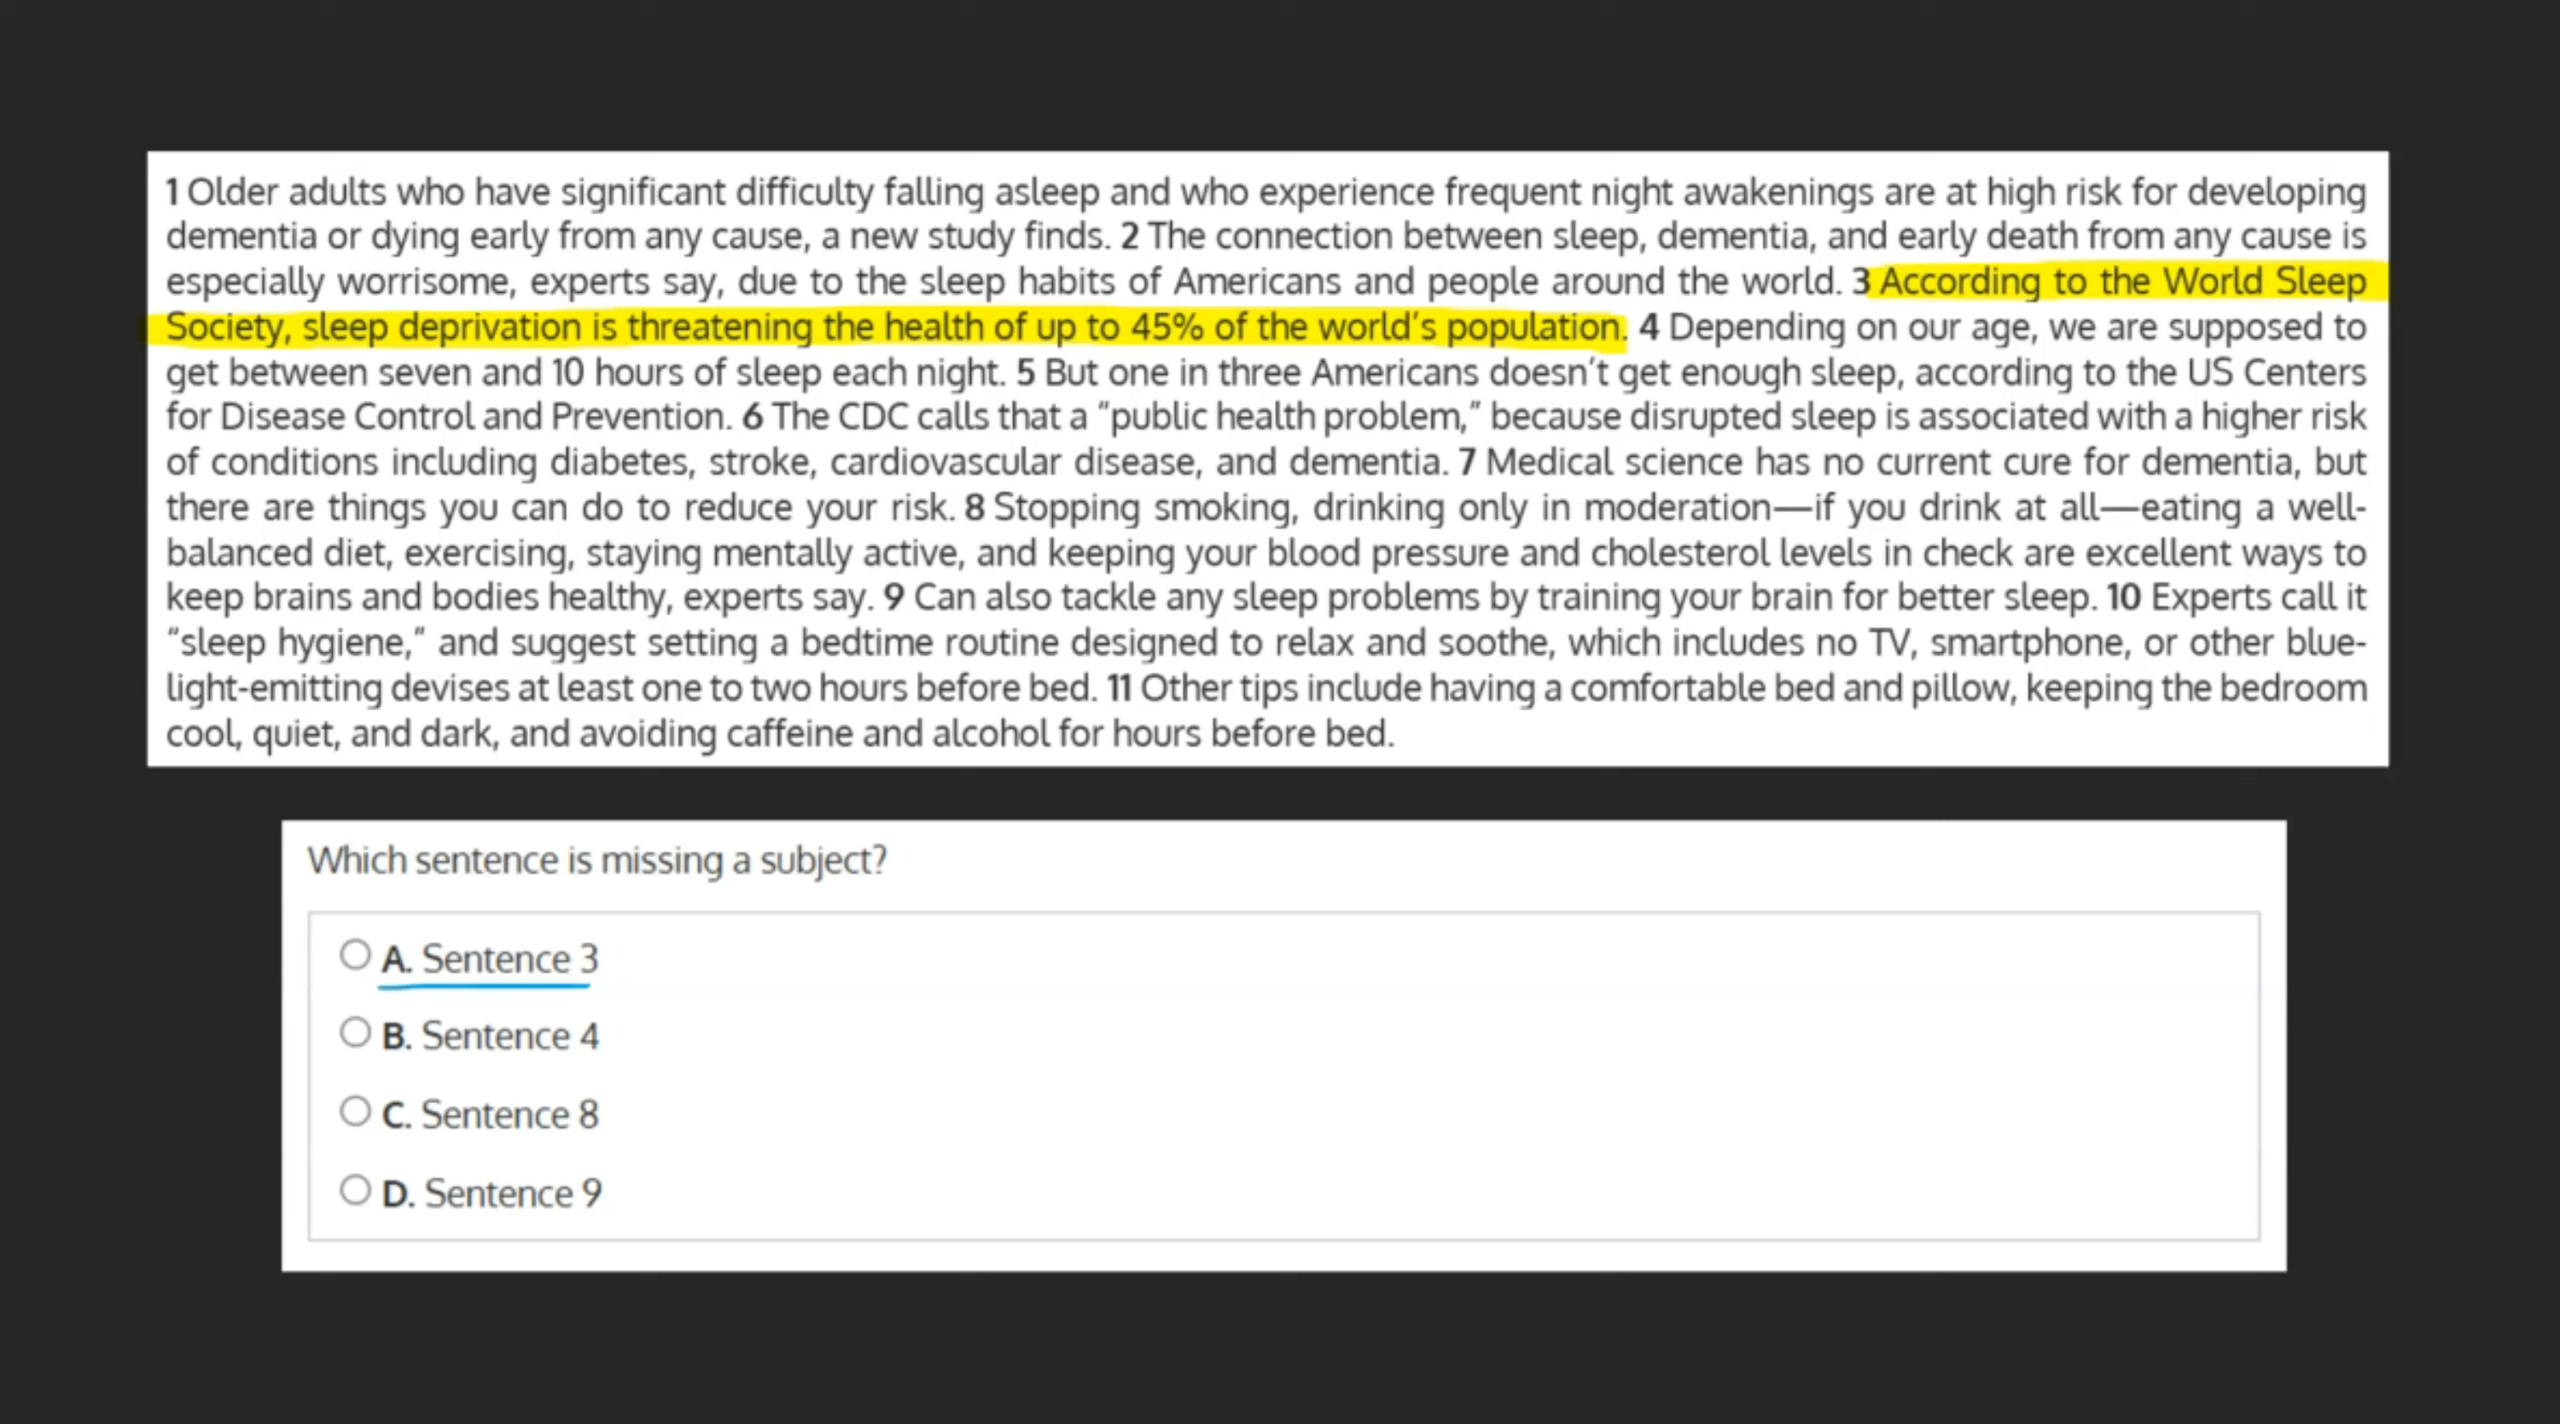 1 Older adults who have significant difficulty falling asleep and who experience frequent night awakenings are at high risk for developing
dementia or dying early from any cause, a new study finds. 2 The connection between sleep, dementia, and early death from any cause is
especially worrisome, experts say, due to the sleep habits of Americans and people around the world. 3 According to the World Sleep
Society, sleep deprivation is threatening the health of up to 45% of the world's population. 4 Depending on our age, we are supposed to
get between seven and 10 hours of sleep each night. 5 But one in three Americans doesn't get enough sleep, according to the US Centers
for Disease Control and Prevention. 6 The CDC calls that a "public health problem," because disrupted sleep is associated with a higher risk
of conditions including diabetes, stroke, cardiovascular disease, and dementia. 7 Medical science has no current cure for dementia, but
there are things you can do to reduce your risk. 8 Stopping smoking, drinking only in moderation—if you drink at all—eating a well-
balanced diet, exercising, staying mentally active, and keeping your blood pressure and cholesterol levels in check are excellent ways to
keep brains and bodies healthy, experts say. 9 Can also tackle any sleep problems by training your brain for better sleep. 10 Experts call it
"sleep hygiene," and suggest setting a bedtime routine designed to relax and soothe, which includes no TV, smartphone, or other blue-
light-emitting devises at least one to two hours before bed. 11 Other tips include having a comfortable bed and pillow, keeping the bedroom
cool, quiet, and dark, and avoiding caffeine and alcohol for hours before bed.
Which sentence is missing a subject?
A. Sentence 3
B. Sentence 4
C. Sentence 8
D. Sentence 9